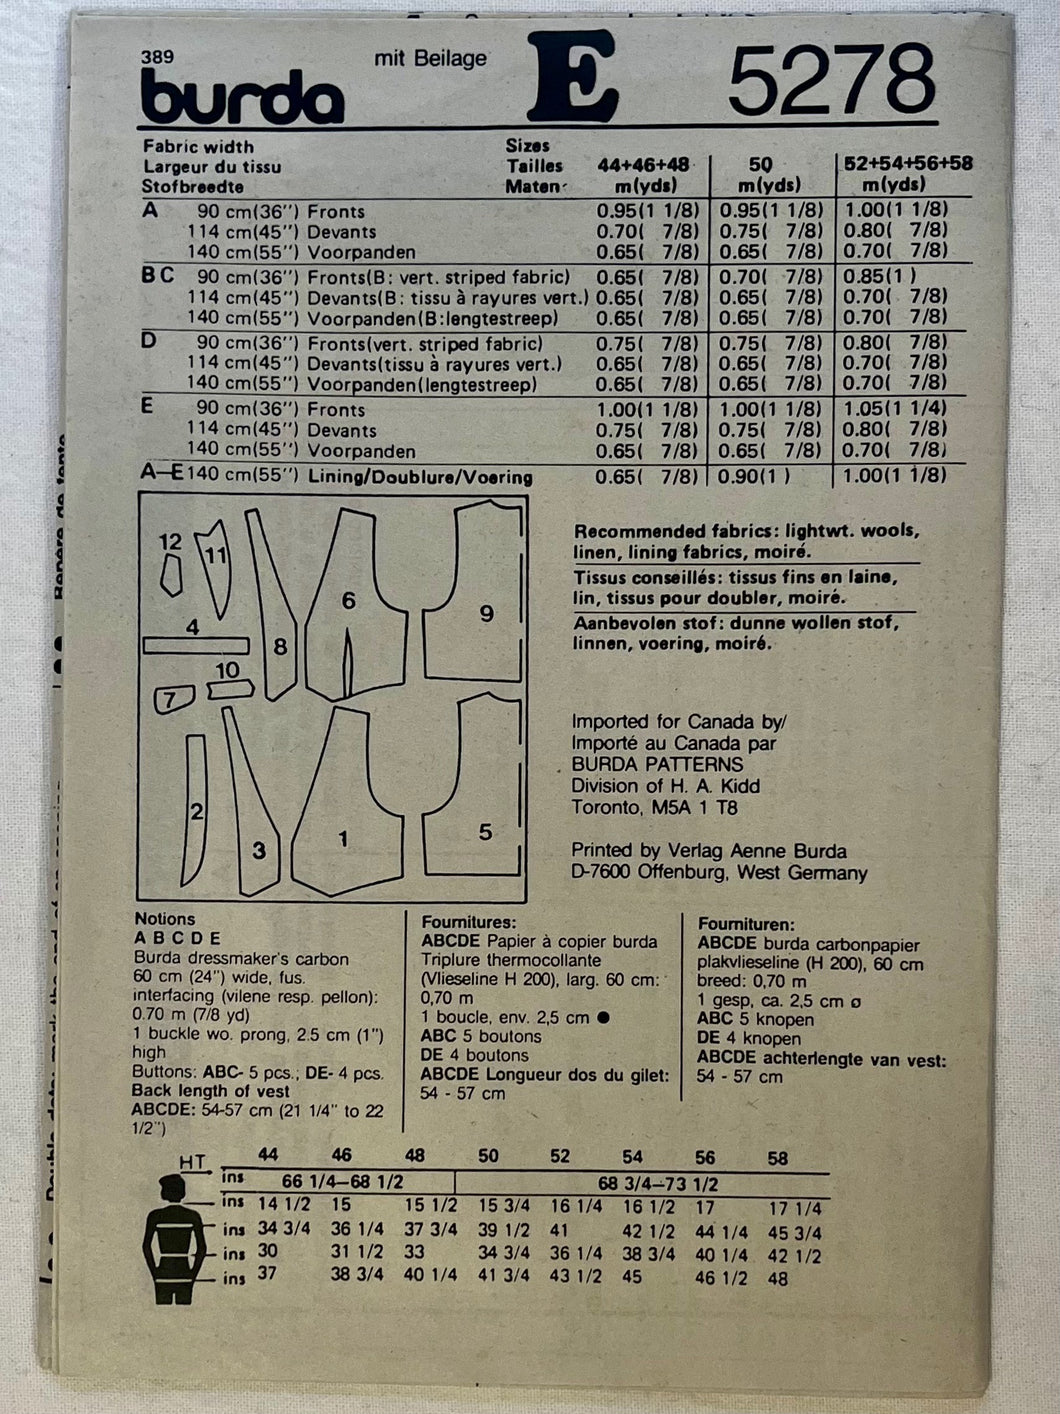 389
mit Beilage
E
5278
burda
Fabric width Sizes
Largeur du tissu Tailles 44+46+48 50 52+54+56+58
Stofbreedte Maten m(yds) m(yds) m(yds)
A 90 cm(36'') Fronts 0.95(1 1/8) 0.95(1 1/8) 1.00(1 1/8)
114 cm(45'') Devants 0.70( 7/8) 0.75( 7/8) 0.80( 7/8)
140 cm(55'') Voorpanden 0.65( 7/8) 0.65( 7/8) 0.70( 7/8)
B C 90 cm(36'') Fronts(B: vert. striped fabric) 0.65( 7/8) 0.70( 7/8) 0.85(1 )
114 cm(45'') Devants(B: tissu à rayures vert.) 0.65( 7/8) 0.65( 7/8) 0.70( 7/8)
140 cm(55'') Voorpanden(B:lengtestreep) 0.65( 7/8) 0.65( 7/8) 0.70( 7/8)
D 90 cm(36'') Fronts(vert. striped fabric) 0.75( 7/8) 0.75( 7/8) 0.80( 7/8)
114 cm(45'') Devants(tissu à rayures vert.) 0.65( 7/8) 0.65( 7/8) 0.70( 7/8)
140 cm(55'') Voorpanden(lengtestreep) 0.65( 7/8) 0.65( 7/8) 0.70( 7/8)
E 90 cm(36'') Fronts 1.00(1 1/8) 1.00(1 1/8) 1.05(1 1/4)
114 cm(45'') Devants 0.75( 7/8) 0.75( 7/8) 0.80( 7/8)
140 cm(55'') Voorpanden 0.65( 7/8) 0.65( 7/8) 0.70( 7/8)
A–E 140 cm(55'') Lining/Doublure/Voering 0.65( 7/8) 0.90(1 ) 1.00(1 1/8)
12
11
4
10
7
8
6
9
2
3
1
5
Recommended fabrics: lightwt. wools,
linen, lining fabrics, moiré.
Tissus conseillés: tissus fins en laine,
lin, tissus pour doubler, moiré.
Aanbevolen stof: dunne wollen stof,
linnen, voering, moiré.
Imported for Canada by/
Importé au Canada par
BURDA PATTERNS
Division of H. A. Kidd
Toronto, M5A 1 T8
Printed by Verlag Aenne Burda
D-7600 Offenburg, West Germany
Notions
A B C D E
Burda dressmaker's carbon
60 cm (24") wide, fus.
interfacing (vilene resp. pellon):
0.70 m (7/8 yd)
1 buckle wo. prong, 2.5 cm (1")
high
Buttons: ABC- 5 pcs.; DE- 4 pcs.
Back length of vest
ABCDE: 54-57 cm (21 1/4" to 22
1/2")
Fournitures:
ABCDE Papier à copier burda
Triplure thermocollante
(Vlieseline H 200), larg. 60 cm:
0,70 m
1 boucle, env. 2,5 cm ●
ABC 5 boutons
DE 4 boutons
ABCDE Longueur dos du gilet:
54 - 57 cm
Fournituren:
ABCDE burda carbonpapier
plakvlieseline (H 200), 60 cm
breed: 0,70 m
1 gesp, ca. 2,5 cm ø
ABC 5 knopen
DE 4 knopen
ABCDE achterlengte van vest:
54 - 57 cm
44 46 48 50 52 54 56 58
HT ins 66 1/4–68 1/2 68 3/4–73 1/2
ins 14 1/2 15 15 1/2 15 3/4 16 1/4 16 1/2 17 17 1/4
ins 34 3/4 36 1/4 37 3/4 39 1/2 41 42 1/2 44 1/4 45 3/4
ins 30 31 1/2 33 34 3/4 36 1/4 38 3/4 40 1/4 42 1/2
ins 37 38 3/4 40 1/4 41 3/4 43 1/2 45 46 1/2 48
Repère de fente